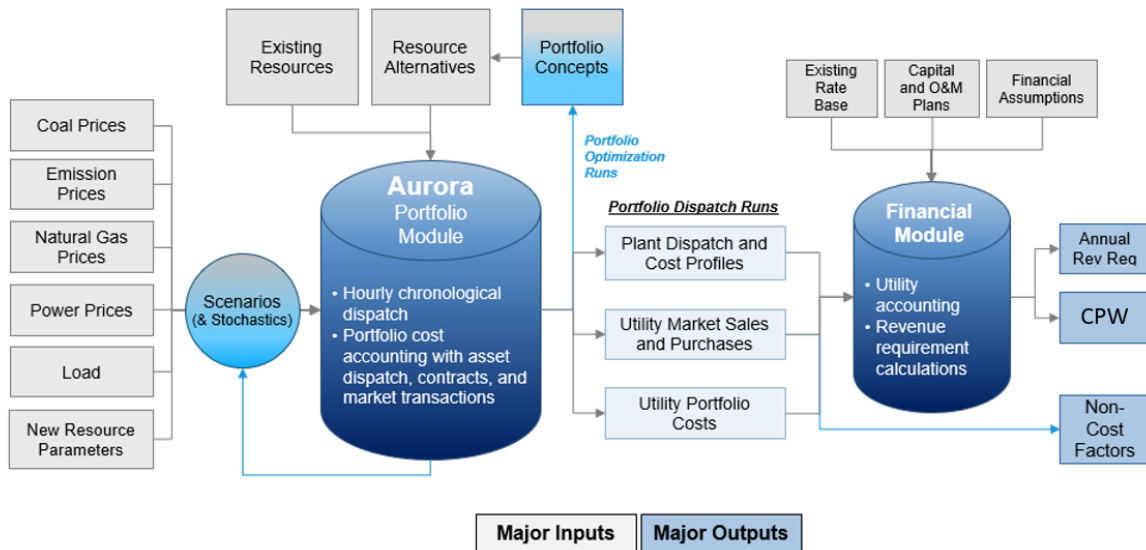 Existing
Resources
Resource
Alternatives
Portfolio
Concepts
Existing
Rate
Base
Capital
and O&M
Plans
Financial
Assumptions
Coal Prices
Emission
Prices
Natural Gas
Prices
Power Prices
Load
New Resource
Parameters
Scenarios
(& Stochastics)
Aurora
Portfolio
Module
• Hourly chronological
dispatch
• Portfolio cost
accounting with asset
dispatch, contracts, and
market transactions
Portfolio
Optimization
Runs
Portfolio Dispatch Runs
Plant Dispatch and
Cost Profiles
Utility Market Sales
and Purchases
Utility Portfolio
Costs
Financial
Module
• Utility
accounting
• Revenue
requirement
calculations
Annual
Rev Req
CPW
Non-
Cost
Factors
Major Inputs
Major Outputs